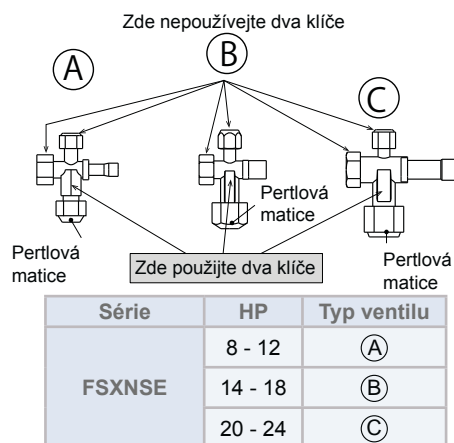 Zde nepoužívejte dva klíče
A
B
C
Pertlová
matice
Pertlová
matice
Pertlová
matice
Zde použijte dva klíče
Série HP Typ ventilu
FSXNSE
8 - 12 A
14 - 18 B
20 - 24 C